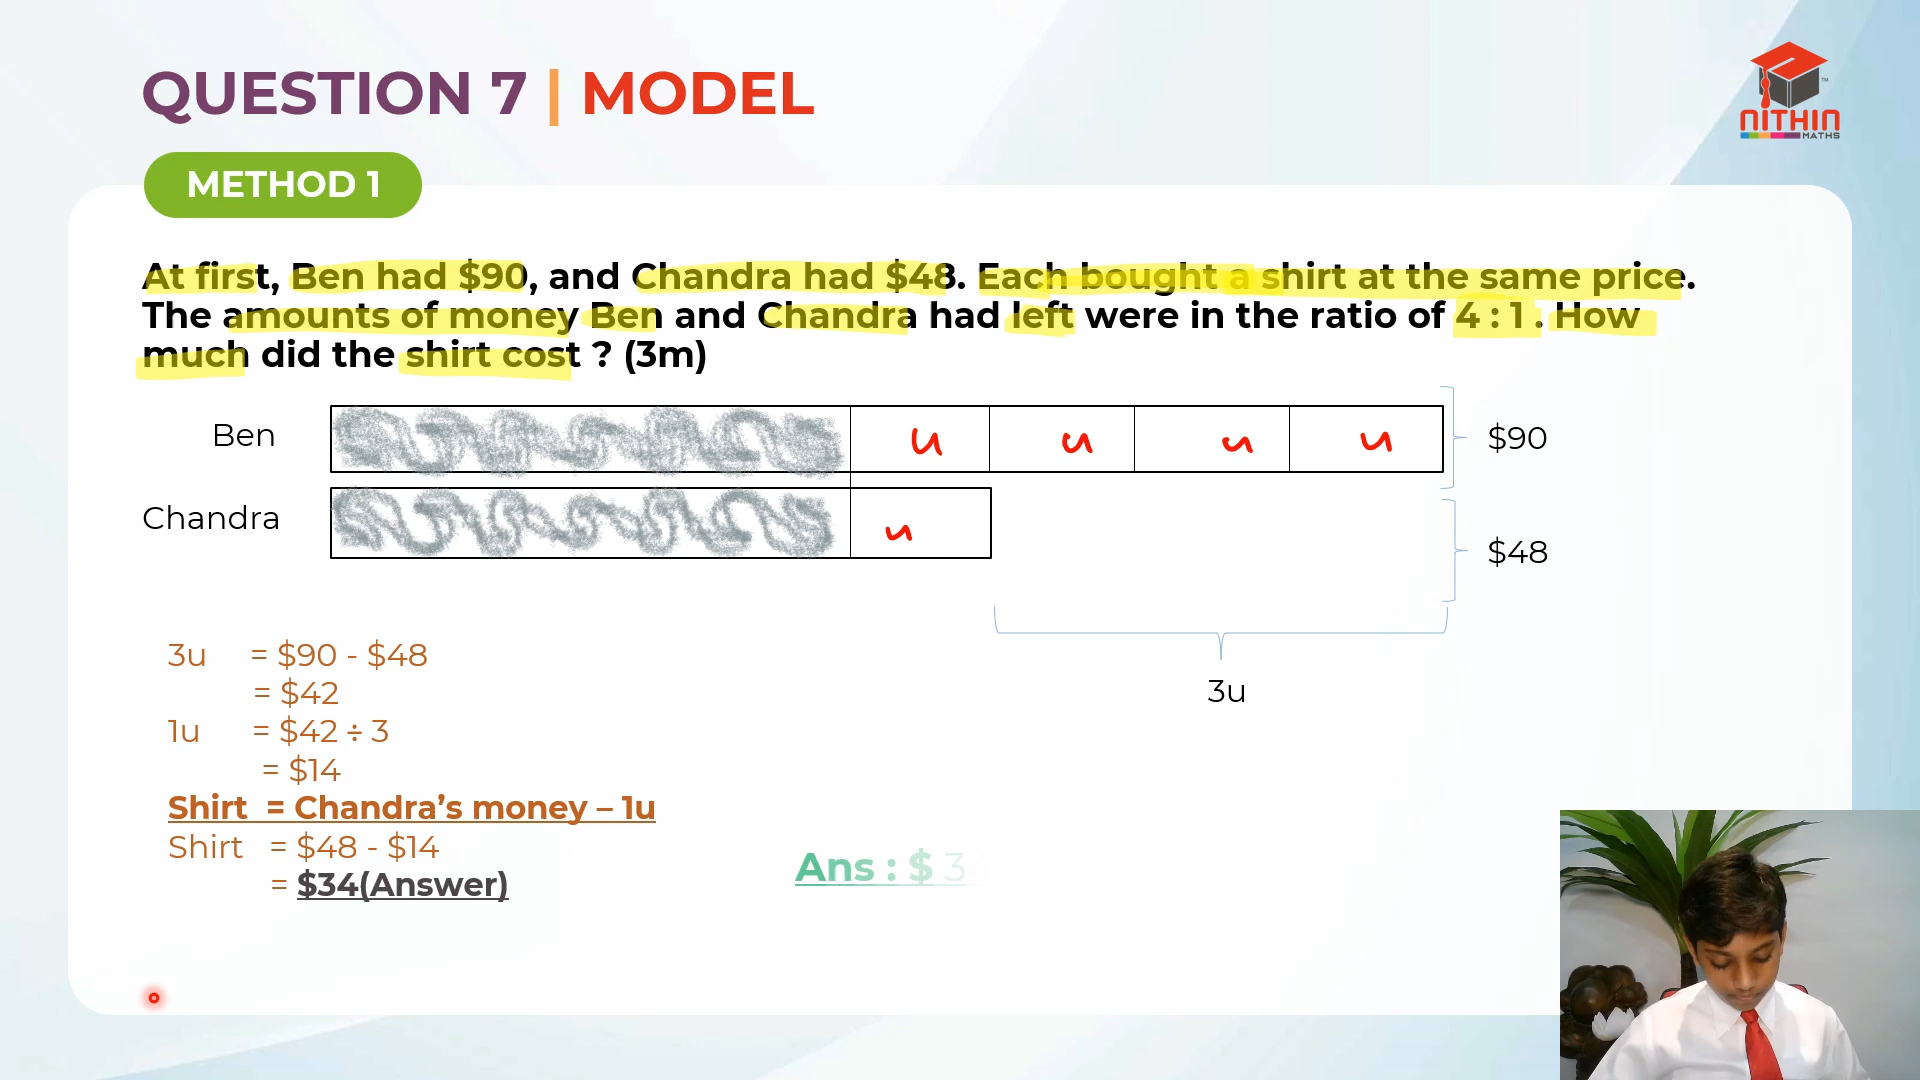 QUESTION 7 | MODEL
NITHIN
MATHS
TM
METHOD 1
At first, Ben had $90, and Chandra had $48. Each bought a shirt at the same price.
The amounts of money Ben and Chandra had left were in the ratio of 4 : 1 . How
much did the shirt cost ? (3m)
Ben u u u u $90
Chandra u $48
3u
3u = $90 - $48
= $42
1u = $42 ÷ 3
= $14
Shirt = Chandra’s money – 1u
Shirt = $48 - $14
= $34(Answer)
Ans : $ 3